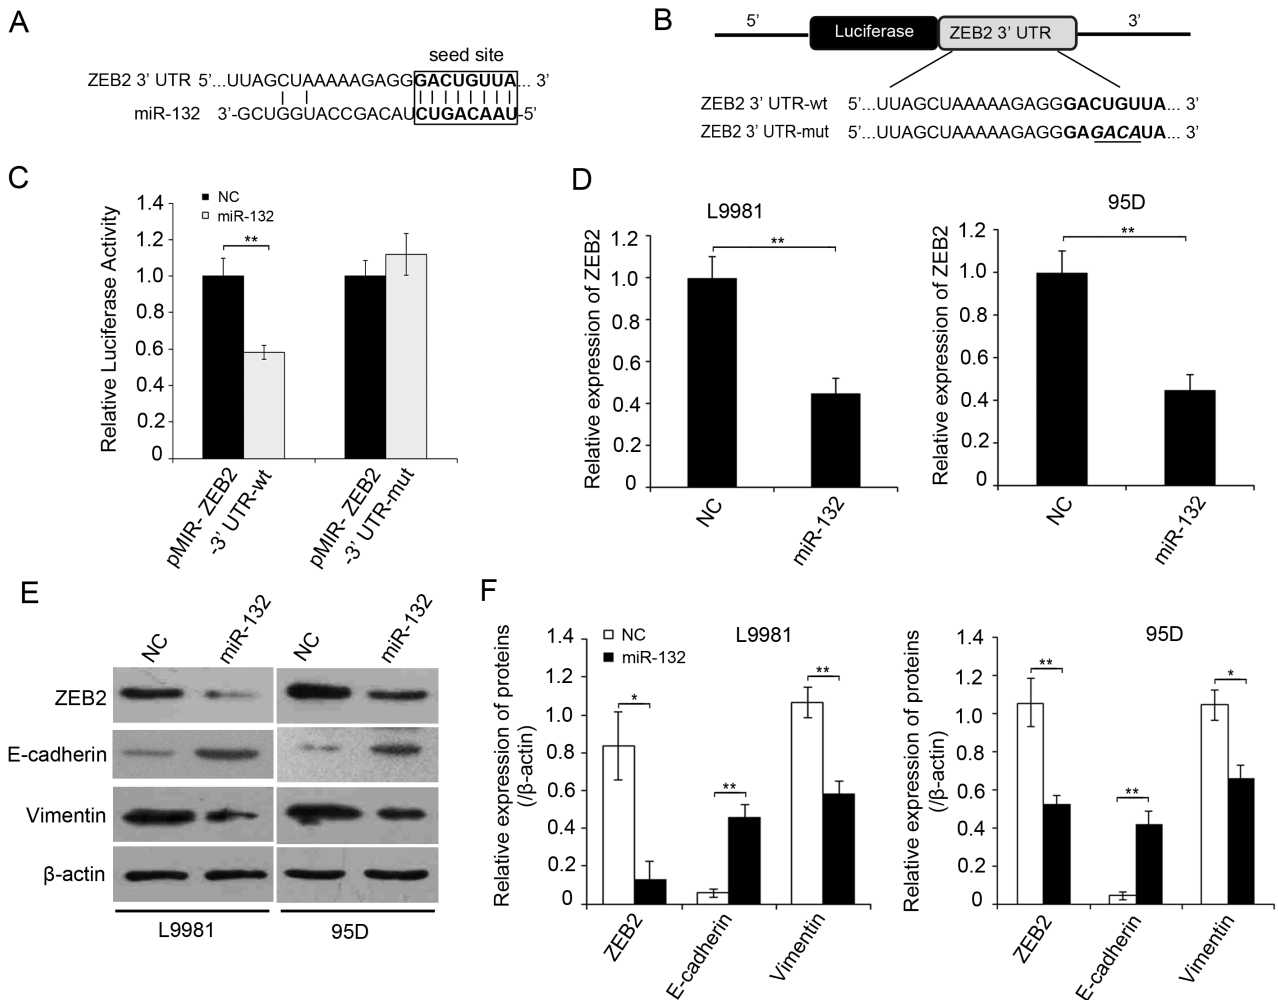 A
seed site
ZEB2 3’ UTR 5’...UUAGCUAAAAAGAGGGACUGUUA... 3’
miR-132 3’-GCUGGUACCGACAUCUGACAAU-5’
B
5’ Luciferase ZEB2 3’ UTR 3’
ZEB2 3’ UTR-wt 5’...UUAGCUAAAAAGAGGGACUGUUA... 3’
ZEB2 3’ UTR-mut 5’...UUAGCUAAAAAGAGGGAGACAUA... 3’
C
NC
miR-132
Relative Luciferase Activity
1.4
1.2
1.0
0.8
0.6
0.4
0.2
0
**
pMIR- ZEB2
-3’ UTR-wt
pMIR- ZEB2
-3’ UTR-mut
D
L9981
Relative expression of ZEB2
1.2
1.0
0.8
0.6
0.4
0.2
0
**
NC
miR-132
95D
Relative expression of ZEB2
1.2
1.0
0.8
0.6
0.4
0.2
0
**
NC
miR-132
E
NC miR-132 NC miR-132
ZEB2
E-cadherin
Vimentin
β-actin
L9981 95D
F
NC
miR-132
L9981
Relative expression of proteins
(/β-actin)
1.4
1.2
1.0
0.8
0.6
0.4
0.2
0
*
**
**
ZEB2
E-cadherin
Vimentin
95D
Relative expression of proteins
(/β-actin)
1.4
1.2
1.0
0.8
0.6
0.4
0.2
0
**
**
*
ZEB2
E-cadherin
Vimentin